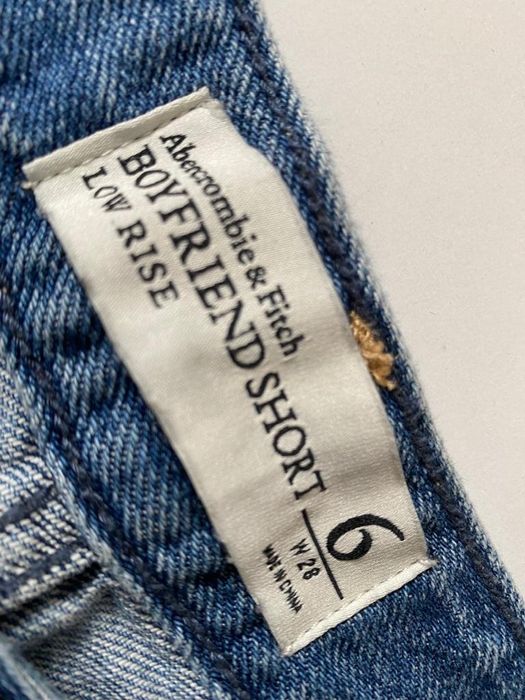 Abercrombie & Fitch
BOYFRIEND SHORT
LOW RISE
6
W 28
MADE IN CHINA